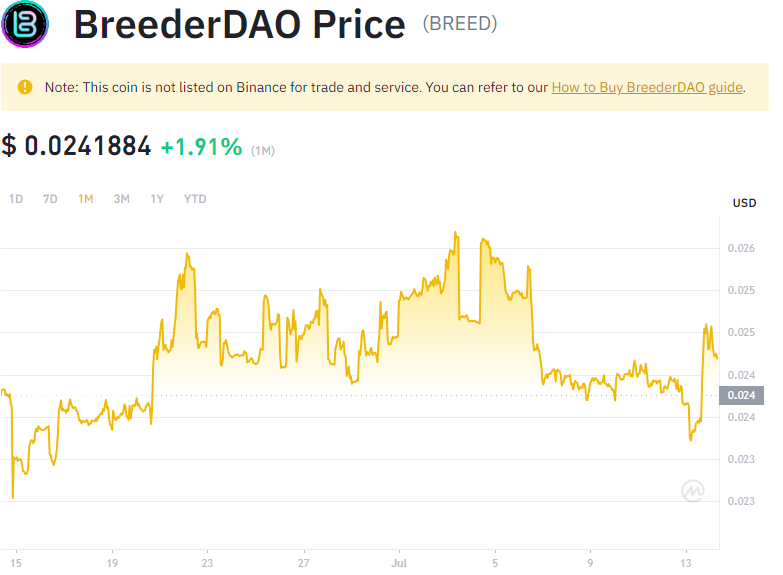 BreederDAO Price (BREED)
Note: This coin is not listed on Binance for trade and service. You can refer to our How to Buy BreederDAO guide.
$ 0.0241884 +1.91% (1M)
1D 7D 1M 3M 1Y YTD
USD
0.026
0.025
0.025
0.024
0.024
0.024
0.023
0.023
15 19 23 27 Jul 5 9 13